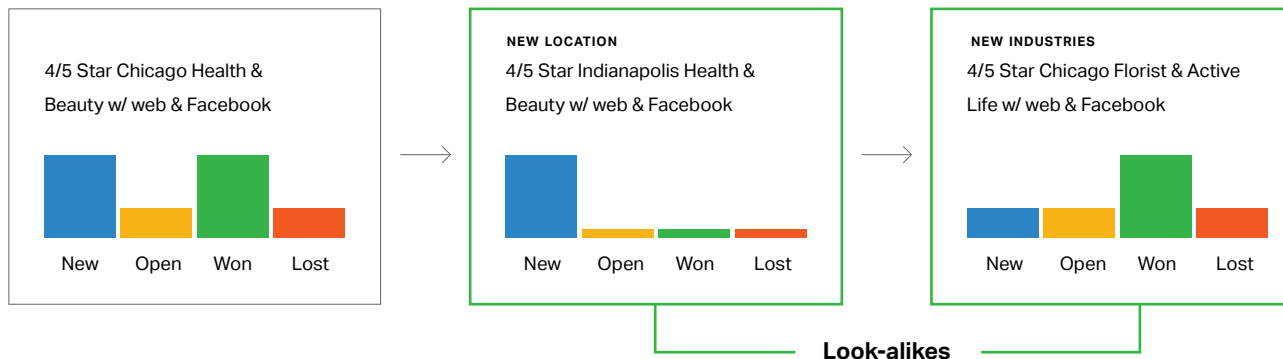 4/5 Star Chicago Health &
Beauty w/ web & Facebook
New Open Won Lost
NEW LOCATION
4/5 Star Indianapolis Health &
Beauty w/ web & Facebook
New Open Won Lost
NEW INDUSTRIES
4/5 Star Chicago Florist & Active
Life w/ web & Facebook
New Open Won Lost
Look-alikes